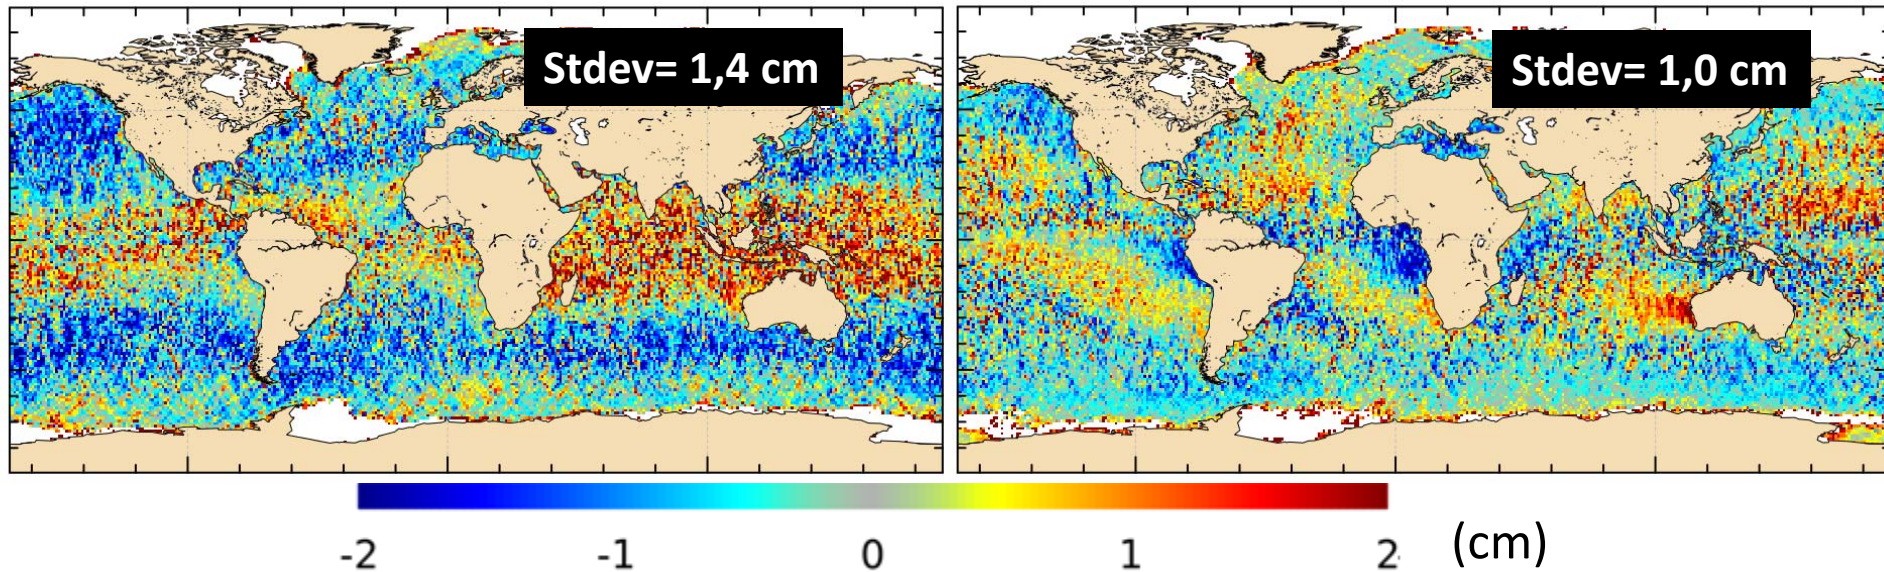 Stdev= 1,4 cm
Stdev= 1,0 cm
-2 -1 0 1 2 (cm)